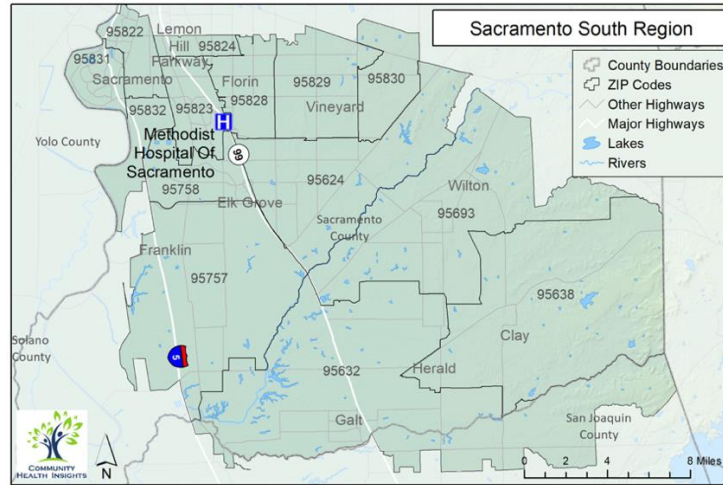 Sacramento South Region
County Boundaries
ZIP Codes
Other Highways
Major Highways
Lakes
Rivers
Lemon
Hill
Parkway
95822
95824
95831
Sacramento
Florin
95829
95830
95832
95823
95828
Vineyard
Yolo County
H
Methodist
Hospital Of
Sacramento
99
95758
95624
Elk Grove
Wilton
Sacramento
County
95693
Franklin
95757
95638
Solano
County
5
Clay
95632
Herald
Galt
San Joaquin
County
COMMUNITY
HEALTH INSIGHTS
N
0 2 4 8 Miles